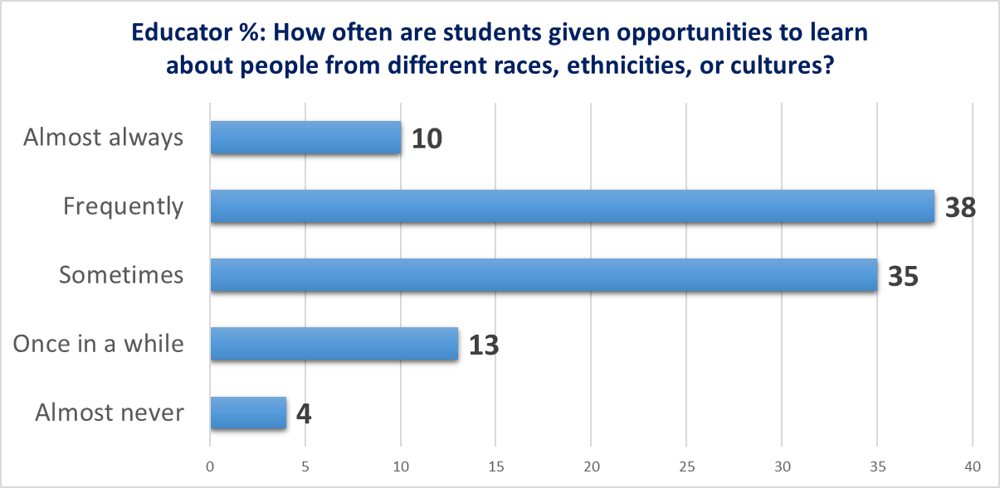 Educator %: How often are students given opportunities to learn
about people from different races, ethnicities, or cultures?
Almost always 10
Frequently 38
Sometimes 35
Once in a while 13
Almost never 4
0 5 10 15 20 25 30 35 40